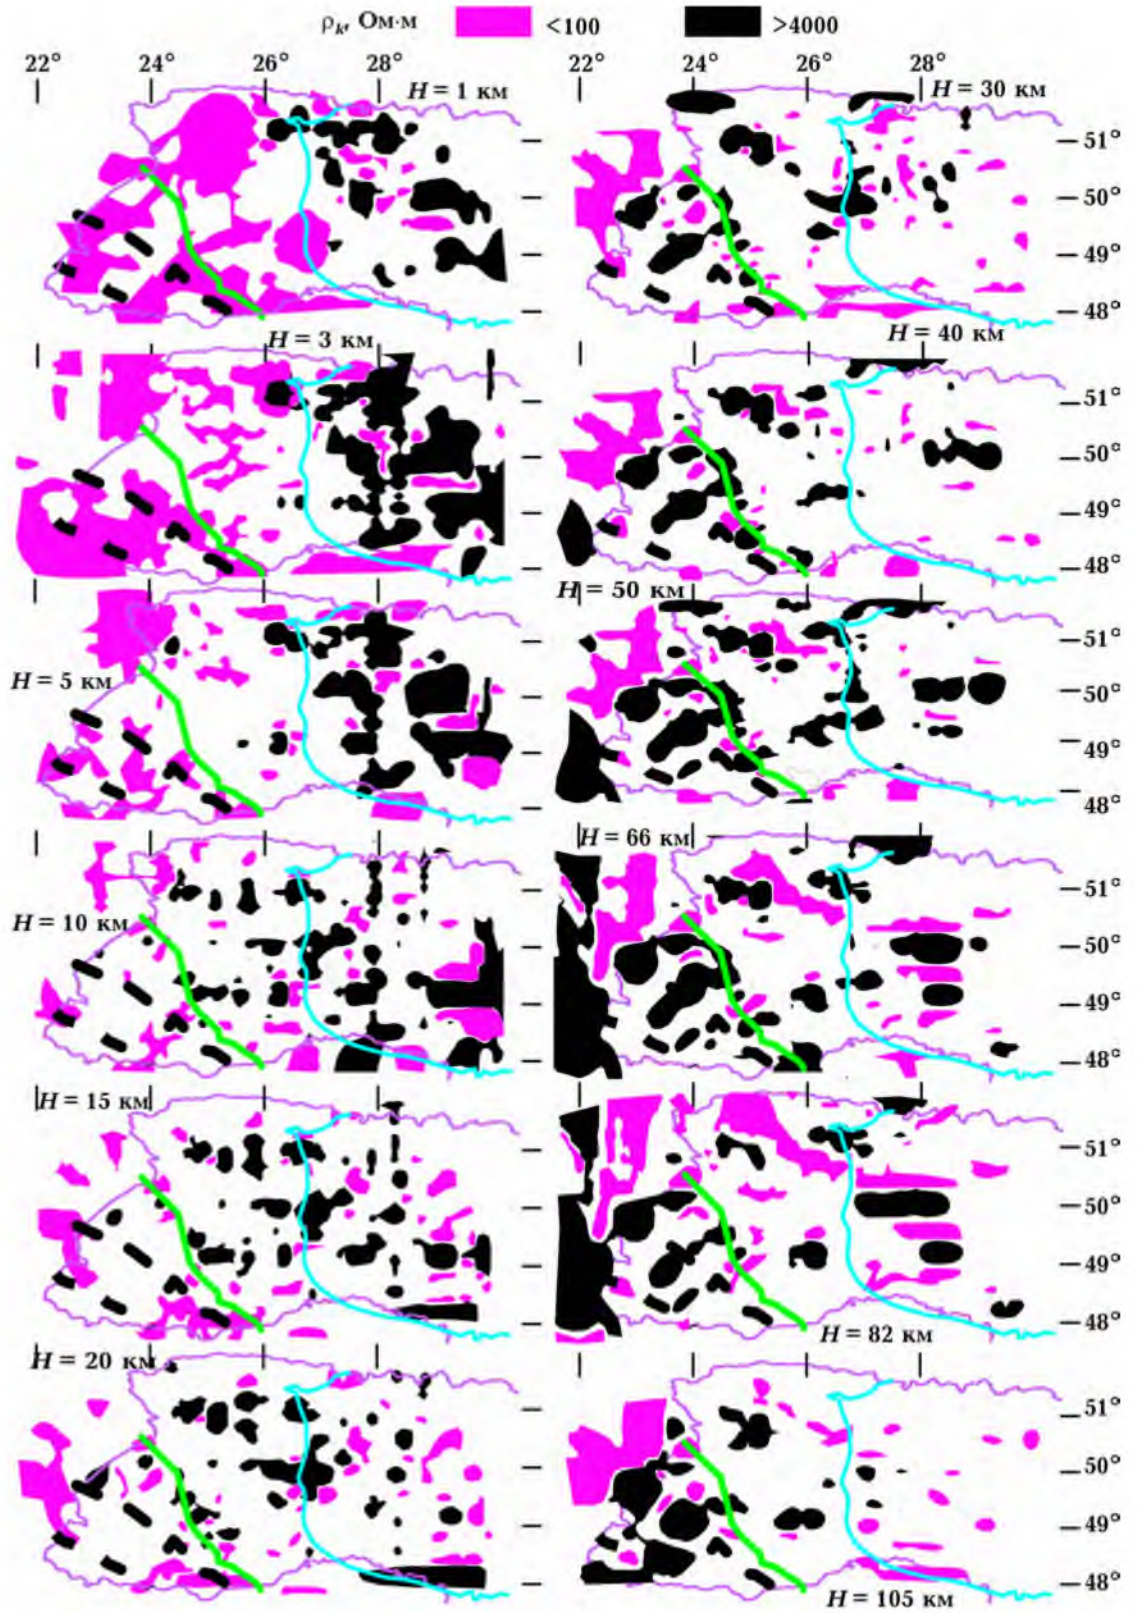 ρk, Ом·м <100 >4000
22° 24° 26° 28° 22° 24° 26° 28°
H = 1 км H = 30 км
51°
50°
49°
48°
H = 3 км H = 40 км
51°
50°
49°
48°
H = 50 км
51°
H = 5 км
50°
49°
48°
H = 66 км
51°
H = 10 км
50°
49°
48°
H = 15 км
51°
50°
49°
48°
H = 82 км
H = 20 км
51°
50°
49°
48°
H = 105 км